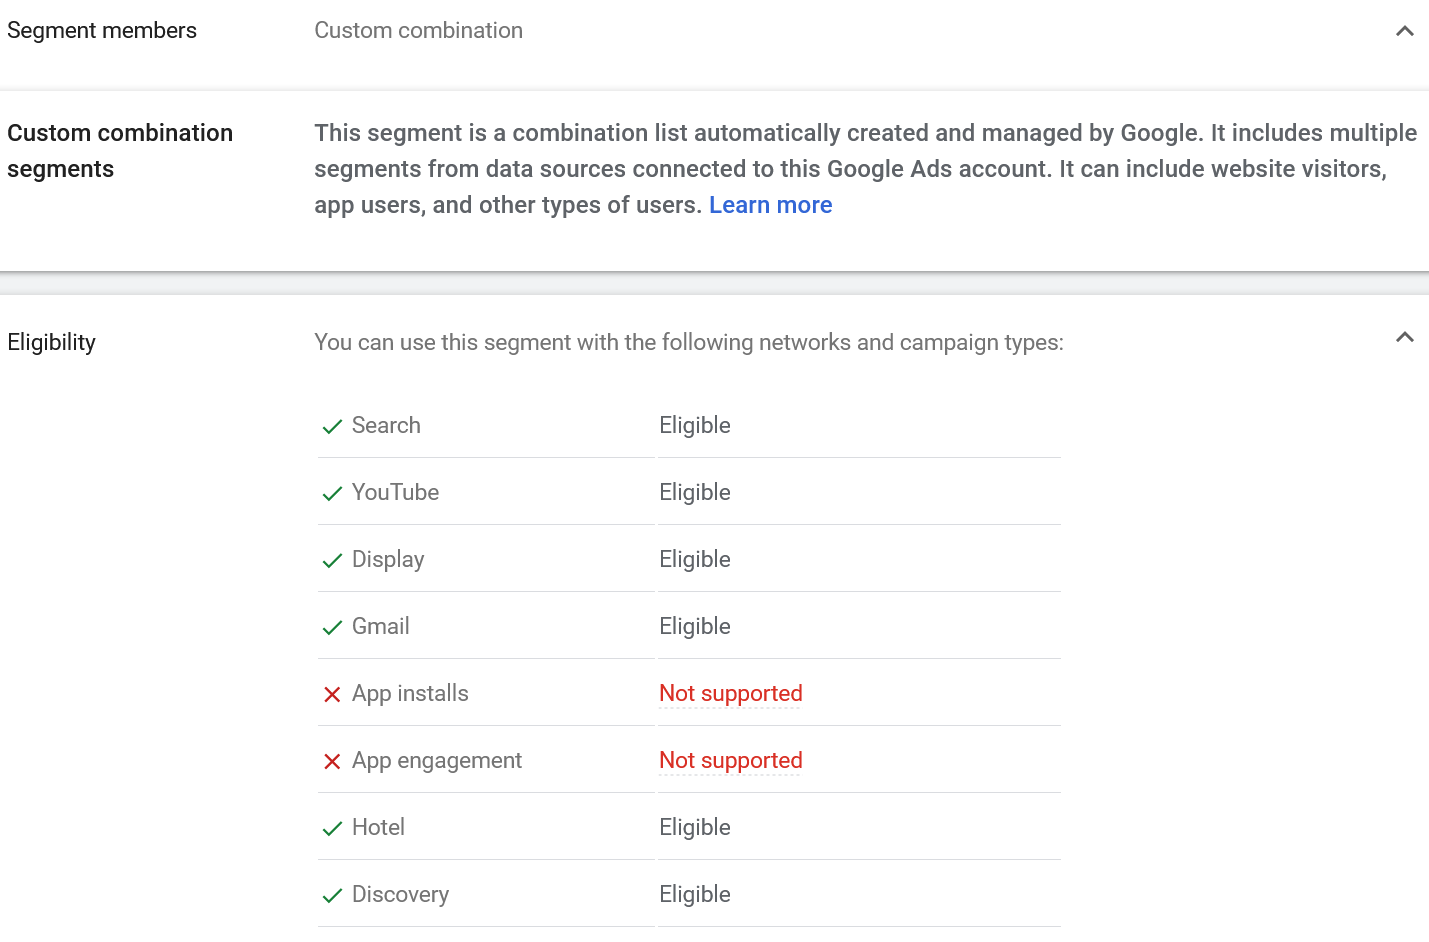 Segment members
Custom combination
Custom combination
segments
This segment is a combination list automatically created and managed by Google. It includes multiple
segments from data sources connected to this Google Ads account. It can include website visitors,
app users, and other types of users. Learn more
Eligibility
You can use this segment with the following networks and campaign types:
Search Eligible
YouTube Eligible
Display Eligible
Gmail Eligible
App installs Not supported
App engagement Not supported
Hotel Eligible
Discovery Eligible